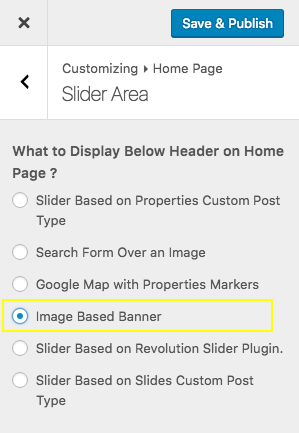 Save & Publish
Customizing ▸ Home Page
Slider Area
What to Display Below Header on Home
Page ?
Slider Based on Properties Custom Post
Type
Search Form Over an Image
Google Map with Properties Markers
Image Based Banner
Slider Based on Revolution Slider Plugin.
Slider Based on Slides Custom Post
Type